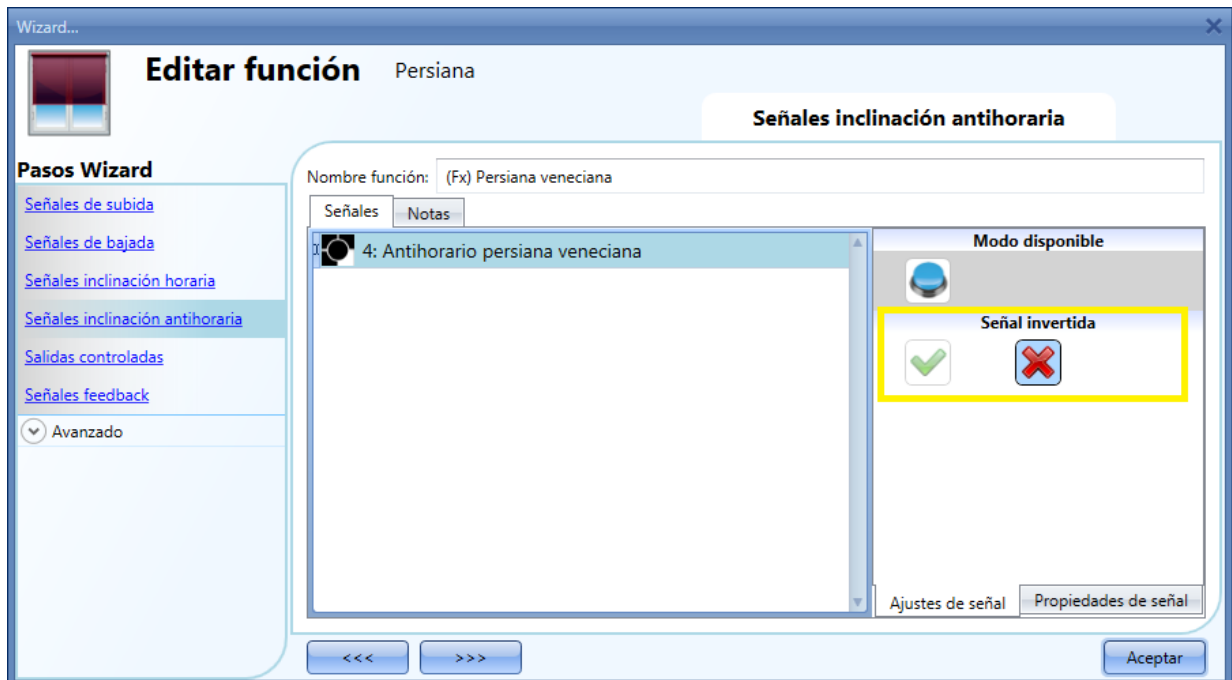 Wizard...
Editar función Persiana
Señales inclinación antihoraria
Pasos Wizard
Señales de subida
Señales de bajada
Señales inclinación horaria
Señales inclinación antihoraria
Salidas controladas
Señales feedback
Avanzado
Nombre función: (Fx) Persiana veneciana
Señales Notas
4: Antihorario persiana veneciana
Modo disponible
Señal invertida
Ajustes de señal Propiedades de señal
<<< >>> Aceptar